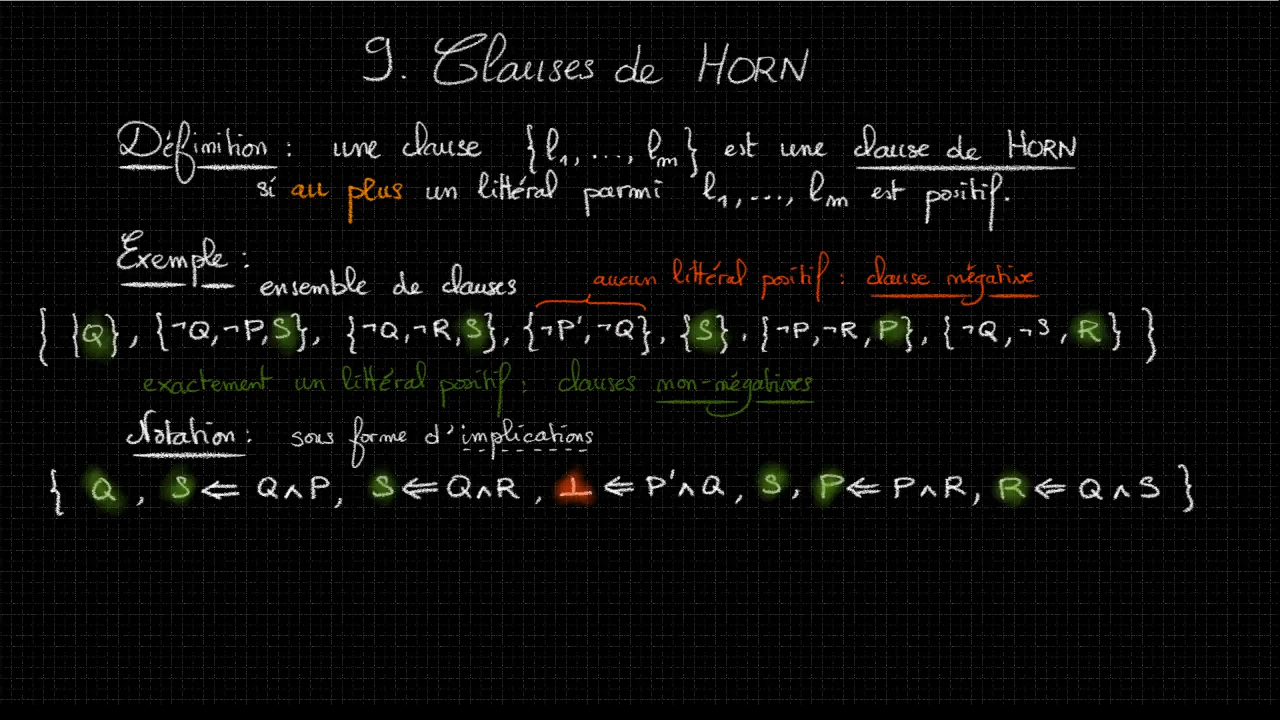 9. Clauses de HORN
Définition : une clause {l₁, ..., lₘ} est une clause de HORN
si au plus un littéral parmi l₁, ..., lₘ est positif.
Exemple :
ensemble de clauses
aucun littéral positif : clause négative
{ {Q}, {¬Q,¬P,S}, {¬Q,¬R,S}, {¬P',¬Q}, {S}, {¬P,¬R,P}, {¬Q,¬S,R} }
exactement un littéral positif : clauses non-négatives
Notation : sous forme d'implications
{ Q, S ⇐ Q∧P, S ⇐ Q∧R, ⊥ ⇐ P'∧Q, S, P ⇐ P∧R, R ⇐ Q∧S }